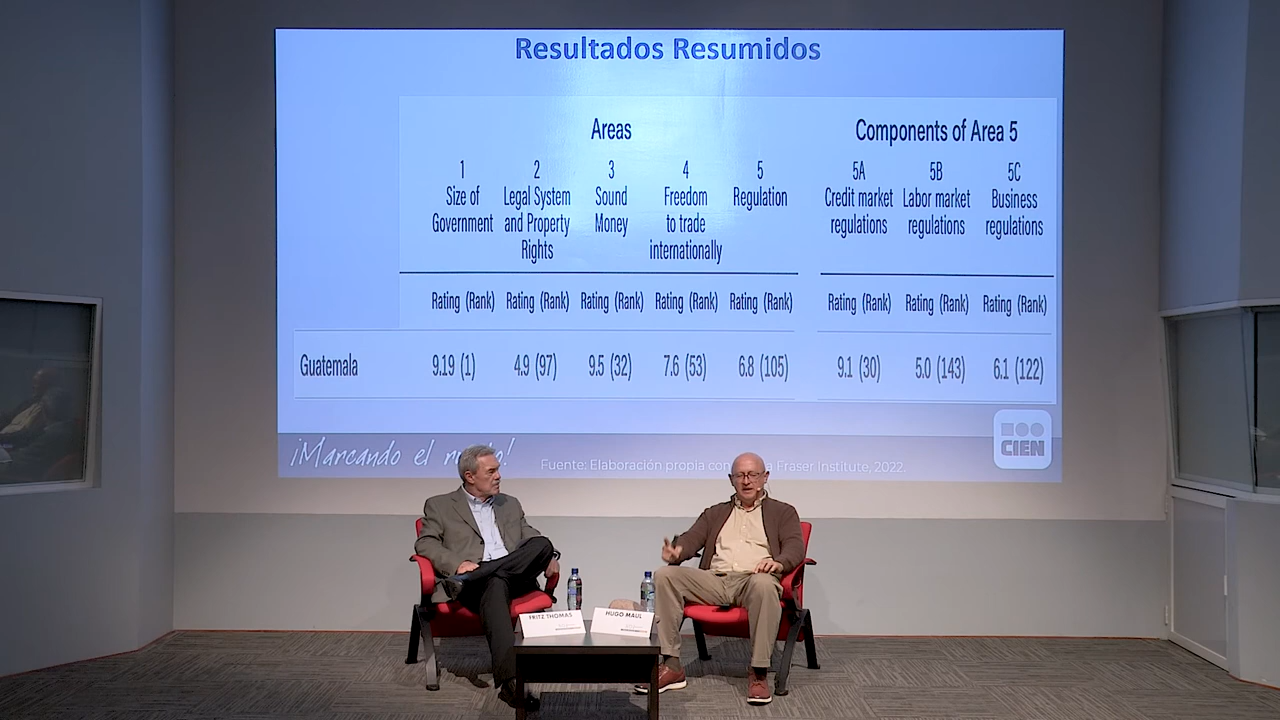 Resultados Resumidos
Areas
Components of Area 5
1
Size of
Government
2
Legal System
and Property
Rights
3
Sound
Money
4
Freedom
to trade
internationally
5
Regulation
5A
Credit market
regulations
5B
Labor market
regulations
5C
Business
regulations
Rating (Rank) Rating (Rank) Rating (Rank) Rating (Rank) Rating (Rank) Rating (Rank) Rating (Rank) Rating (Rank)
Guatemala 9.19 (1) 4.9 (97) 9.5 (32) 7.6 (53) 6.8 (105) 9.1 (30) 5.0 (143) 6.1 (122)
¡Marcando el
Fuente: Elaboración propia Fraser Institute, 2022.
CIEN
FRITZ THOMAS
HUGO MAUL